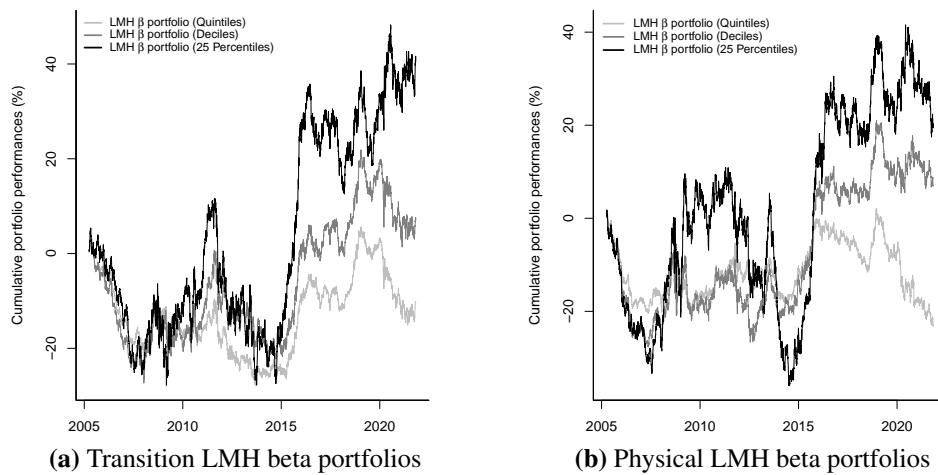 LMH β portfolio (Quintiles)
LMH β portfolio (Deciles)
LMH β portfolio (25 Percentiles)
Cumulative portfolio performances (%)
40
20
0
−20
2005 2010 2015 2020
(a) Transition LMH beta portfolios
LMH β portfolio (Quintiles)
LMH β portfolio (Deciles)
LMH β portfolio (25 Percentiles)
Cumulative portfolio performances (%)
40
20
0
−20
2005 2010 2015 2020
(b) Physical LMH beta portfolios